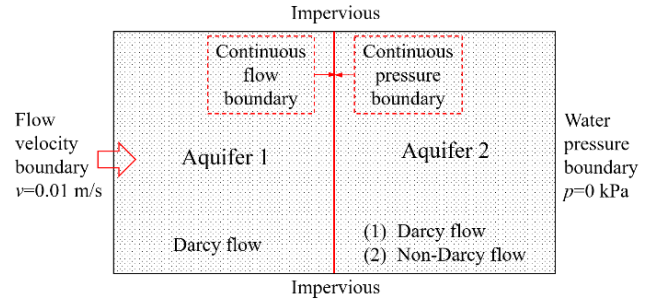 Impervious
Continuous
flow
boundary
Continuous
pressure
boundary
Flow
velocity
boundary
v=0.01 m/s
Aquifer 1
Aquifer 2
Water
pressure
boundary
p=0 kPa
Darcy flow
(1) Darcy flow
(2) Non-Darcy flow
Impervious